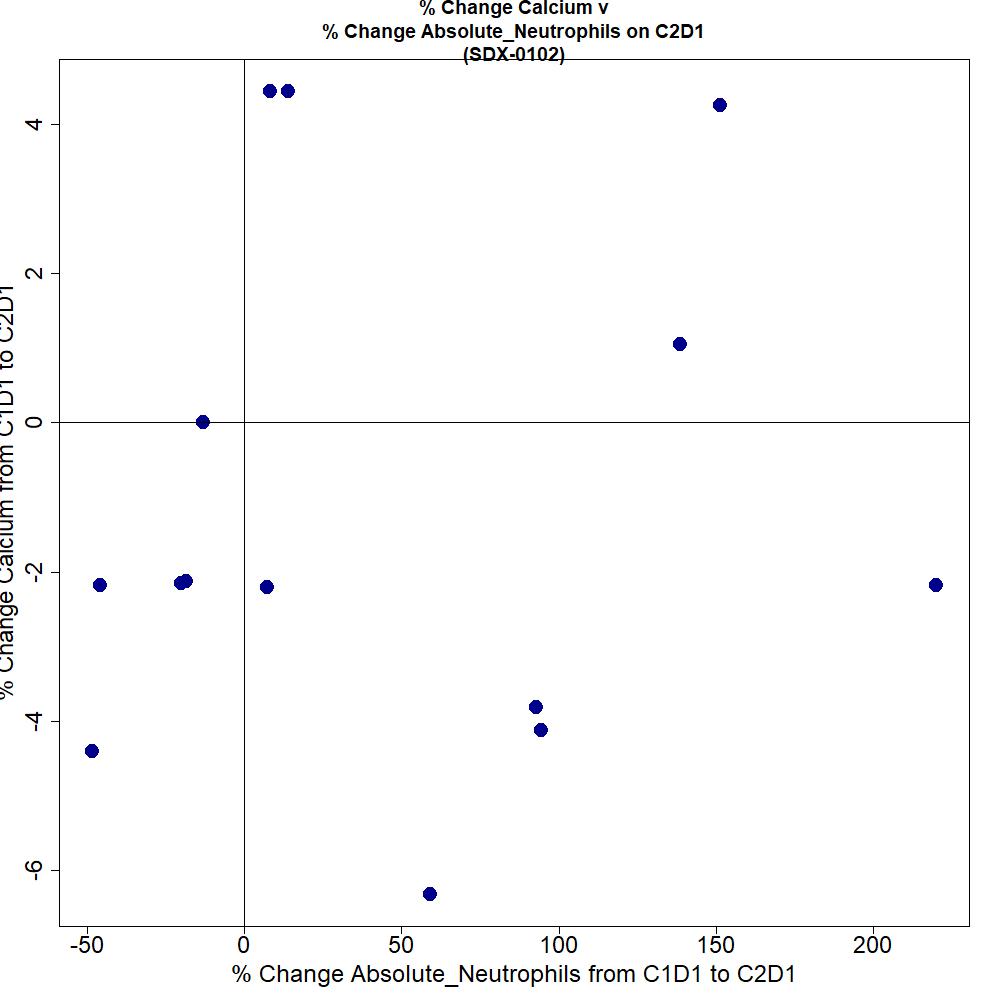 % Change Calcium v
% Change Absolute_Neutrophils on C2D1
(SDX-0102)
% Change Calcium from C1D1 to C2D1
4
2
0
-2
-4
-6
-50 0 50 100 150 200
% Change Absolute_Neutrophils from C1D1 to C2D1